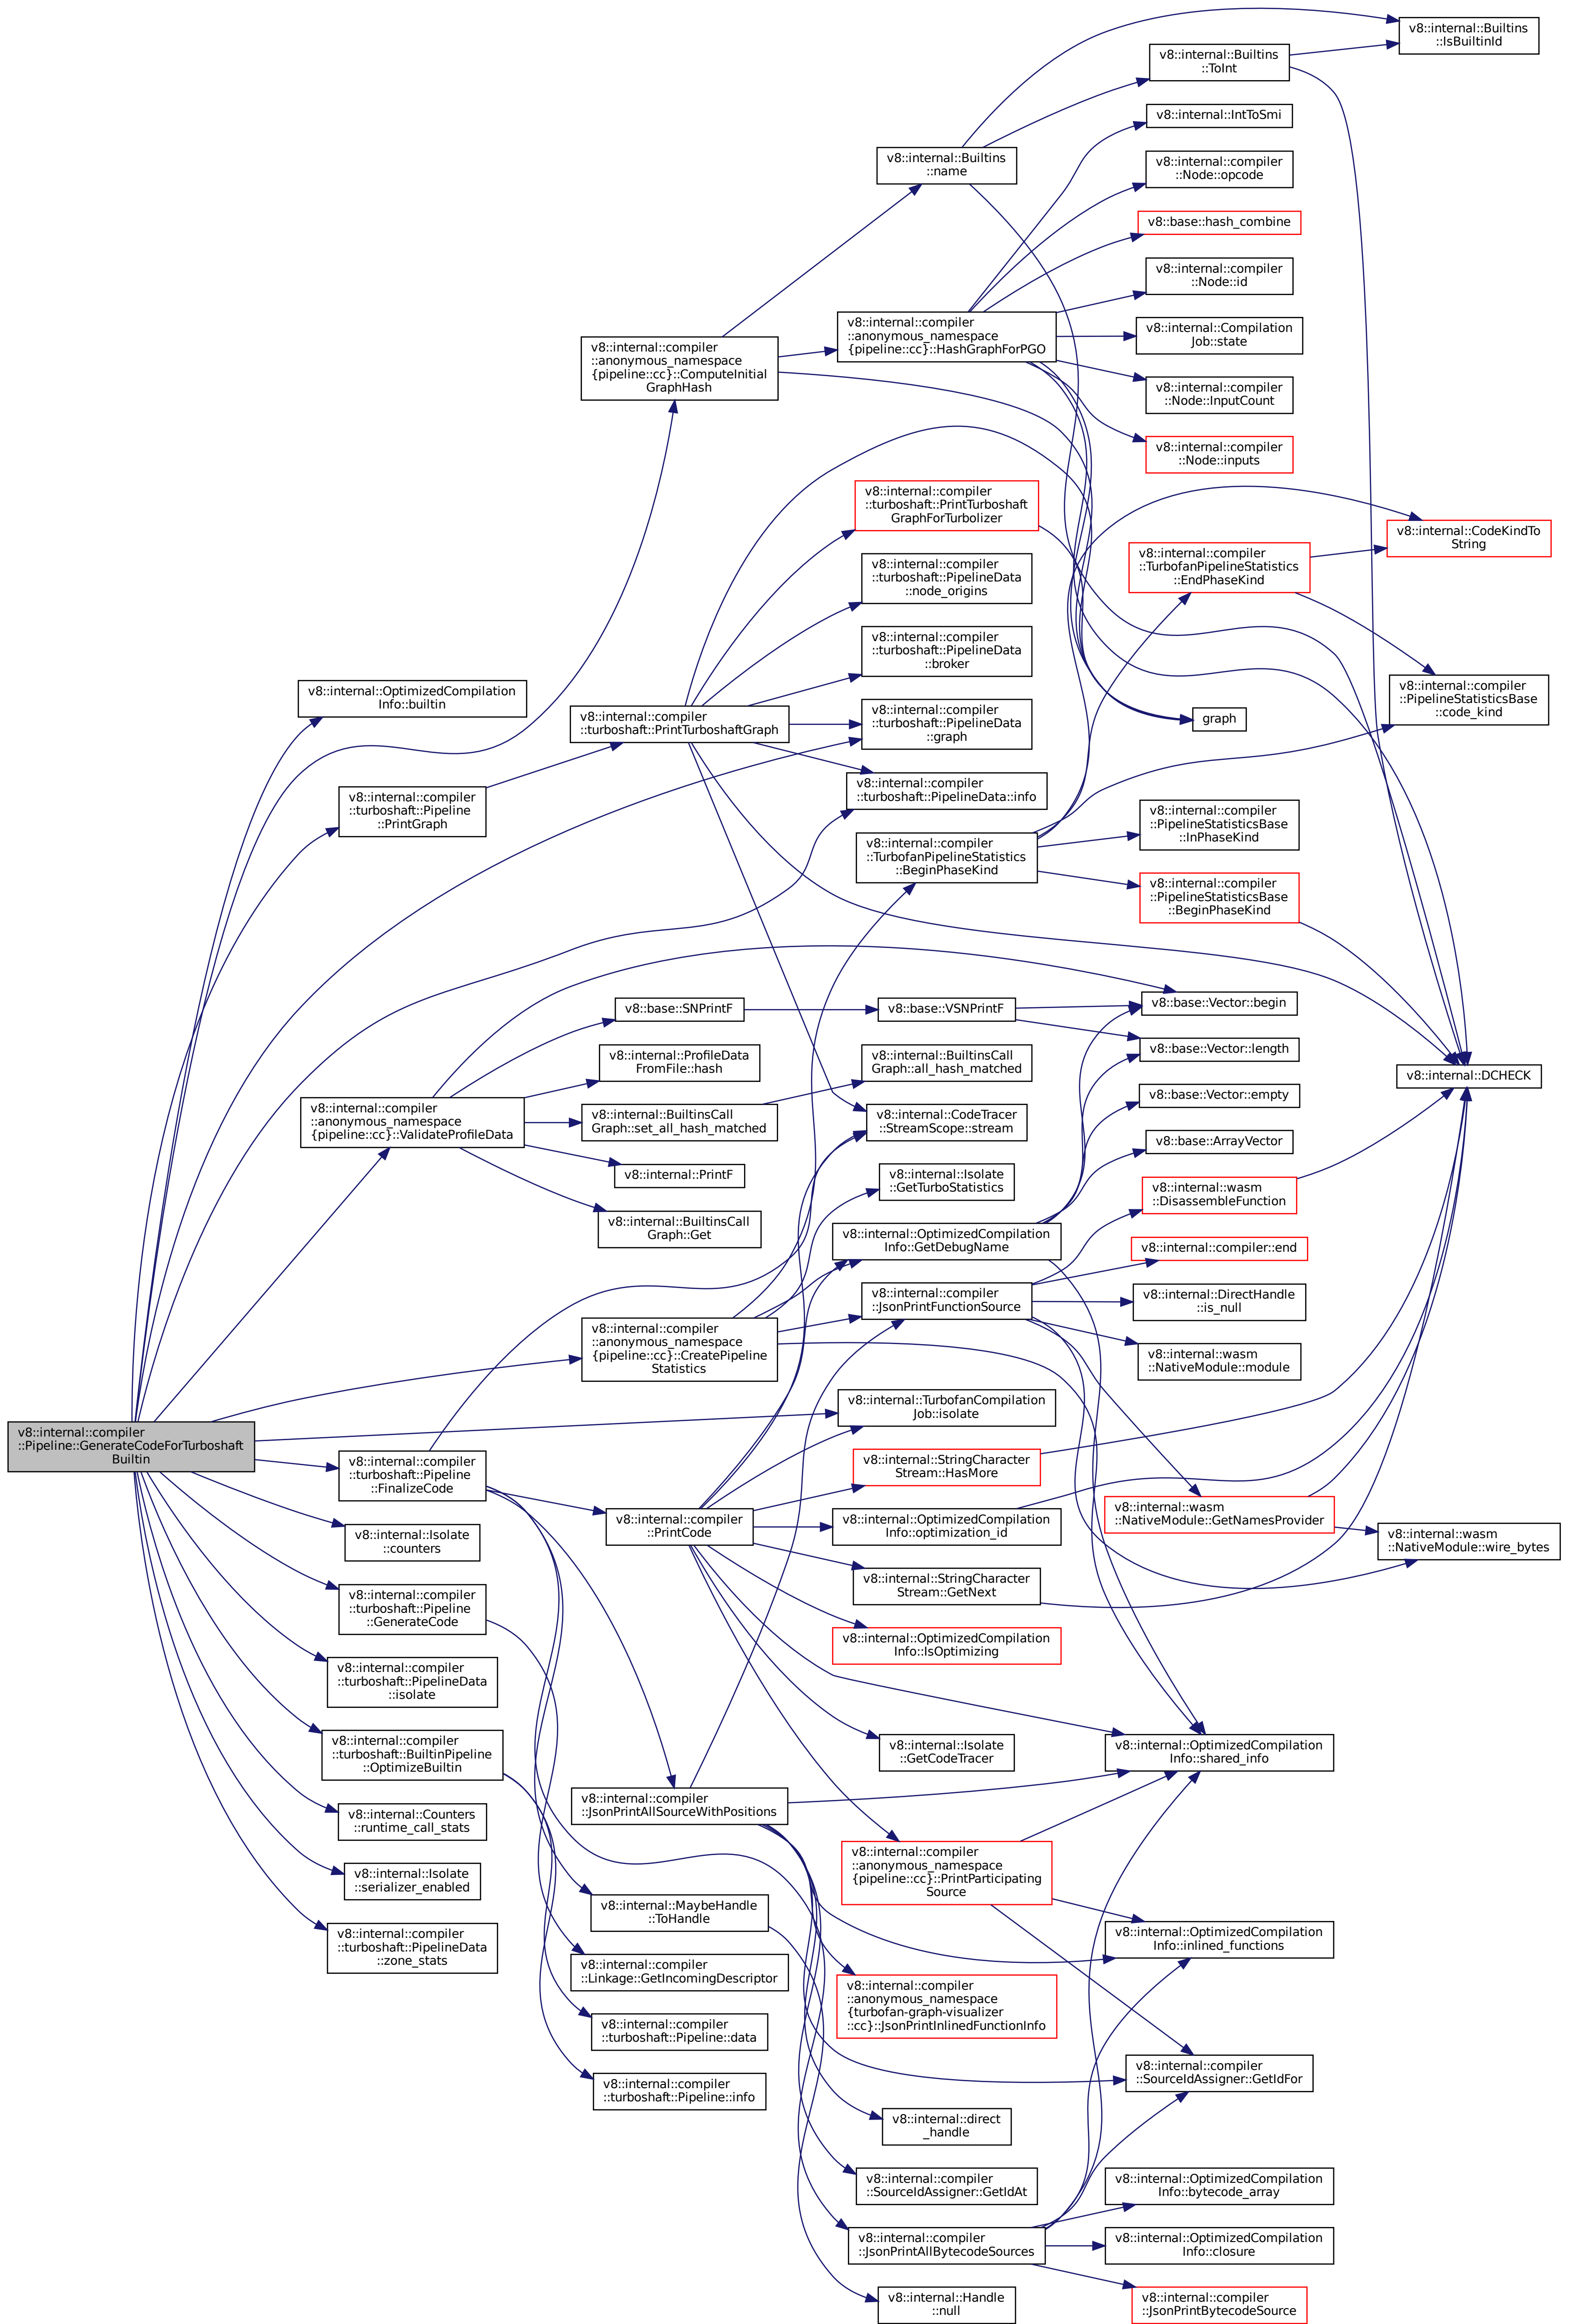 v8::internal::Builtins
::IsBuiltinId
v8::internal::Builtins
::ToInt
v8::internal::IntToSmi
v8::internal::Builtins
::name
v8::internal::compiler
::Node::opcode
v8::base::hash_combine
v8::internal::compiler
::Node::id
v8::internal::compiler
::anonymous_namespace
{pipeline::cc}::HashGraphForPGO
v8::internal::Compilation
Job::state
v8::internal::compiler
::anonymous_namespace
{pipeline::cc}::ComputeInitial
GraphHash
v8::internal::compiler
::Node::InputCount
v8::internal::compiler
::Node::inputs
v8::internal::compiler
::turboshaft::PrintTurboshaft
GraphForTurbolizer
v8::internal::CodeKindTo
String
v8::internal::compiler
::TurbofanPipelineStatistics
::EndPhaseKind
v8::internal::compiler
::turboshaft::PipelineData
::node_origins
v8::internal::compiler
::turboshaft::PipelineData
::broker
v8::internal::OptimizedCompilation
Info::builtin
v8::internal::compiler
::PipelineStatisticsBase
::code_kind
v8::internal::compiler
::turboshaft::PrintTurboshaftGraph
v8::internal::compiler
::turboshaft::PipelineData
::graph
graph
v8::internal::compiler
::turboshaft::PipelineData::info
v8::internal::compiler
::turboshaft::Pipeline
::PrintGraph
v8::internal::compiler
::PipelineStatisticsBase
::InPhaseKind
v8::internal::compiler
::TurbofanPipelineStatistics
::BeginPhaseKind
v8::internal::compiler
::PipelineStatisticsBase
::BeginPhaseKind
v8::base::SNPrintF
v8::base::VSNPrintF
v8::base::Vector::begin
v8::internal::ProfileData
FromFile::hash
v8::internal::BuiltinsCall
Graph::all_hash_matched
v8::base::Vector::length
v8::internal::DCHECK
v8::base::Vector::empty
v8::internal::compiler
::anonymous_namespace
{pipeline::cc}::ValidateProfileData
v8::internal::BuiltinsCall
Graph::set_all_hash_matched
v8::internal::CodeTracer
::StreamScope::stream
v8::base::ArrayVector
v8::internal::PrintF
v8::internal::Isolate
::GetTurboStatistics
v8::internal::wasm
::DisassembleFunction
v8::internal::BuiltinsCall
Graph::Get
v8::internal::OptimizedCompilation
Info::GetDebugName
v8::internal::compiler::end
v8::internal::compiler
::JsonPrintFunctionSource
v8::internal::DirectHandle
::is_null
v8::internal::compiler
::anonymous_namespace
{pipeline::cc}::CreatePipeline
Statistics
v8::internal::wasm
::NativeModule::module
v8::internal::TurbofanCompilation
Job::isolate
v8::internal::compiler
::Pipeline::GenerateCodeForTurboshaft
Builtin
v8::internal::compiler
::turboshaft::Pipeline
::FinalizeCode
v8::internal::StringCharacter
Stream::HasMore
v8::internal::wasm
::NativeModule::GetNamesProvider
v8::internal::compiler
::PrintCode
v8::internal::OptimizedCompilation
Info::optimization_id
v8::internal::Isolate
::counters
v8::internal::wasm
::NativeModule::wire_bytes
v8::internal::StringCharacter
Stream::GetNext
v8::internal::compiler
::turboshaft::Pipeline
::GenerateCode
v8::internal::OptimizedCompilation
Info::IsOptimizing
v8::internal::compiler
::turboshaft::PipelineData
::isolate
v8::internal::Isolate
::GetCodeTracer
v8::internal::OptimizedCompilation
Info::shared_info
v8::internal::compiler
::turboshaft::BuiltinPipeline
::OptimizeBuiltin
v8::internal::compiler
::JsonPrintAllSourceWithPositions
v8::internal::Counters
::runtime_call_stats
v8::internal::compiler
::anonymous_namespace
{pipeline::cc}::PrintParticipating
Source
v8::internal::Isolate
::serializer_enabled
v8::internal::MaybeHandle
::ToHandle
v8::internal::compiler
::turboshaft::PipelineData
::zone_stats
v8::internal::OptimizedCompilation
Info::inlined_functions
v8::internal::compiler
::Linkage::GetIncomingDescriptor
v8::internal::compiler
::anonymous_namespace
{turbofan-graph-visualizer
::cc}::JsonPrintInlinedFunctionInfo
v8::internal::compiler
::turboshaft::Pipeline::data
v8::internal::compiler
::SourceIdAssigner::GetIdFor
v8::internal::compiler
::turboshaft::Pipeline::info
v8::internal::direct
_handle
v8::internal::compiler
::SourceIdAssigner::GetIdAt
v8::internal::OptimizedCompilation
Info::bytecode_array
v8::internal::compiler
::JsonPrintAllBytecodeSources
v8::internal::OptimizedCompilation
Info::closure
v8::internal::Handle
::null
v8::internal::compiler
::JsonPrintBytecodeSource